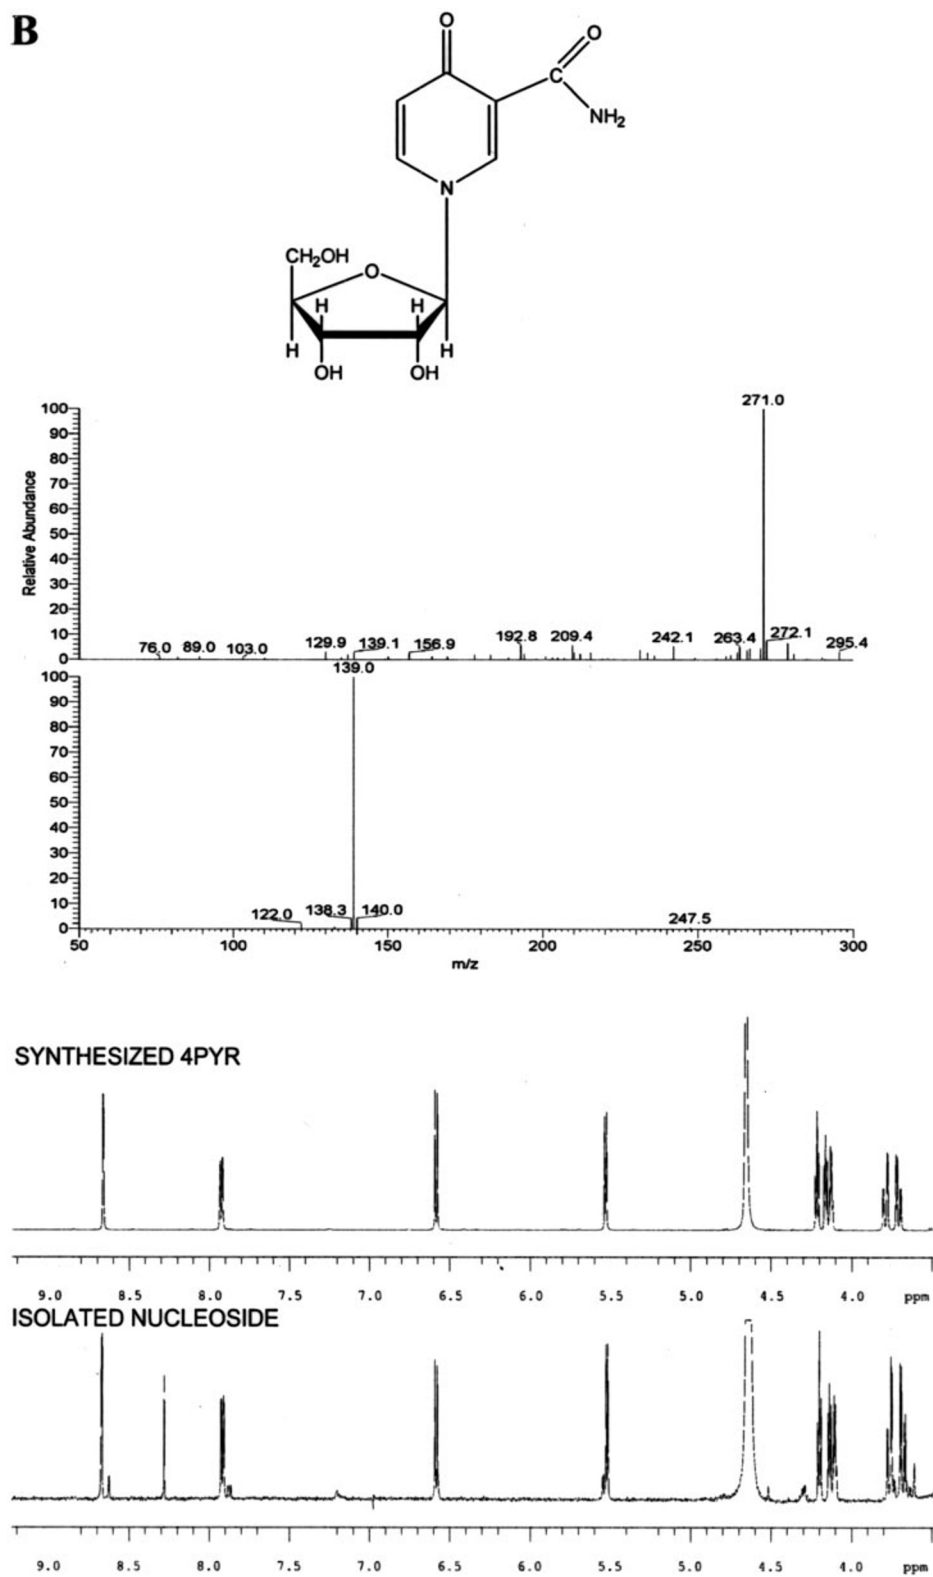 B
O
O
C
NH2
N
CH2OH
O
H
H
H
H
OH
OH
271.0
100
90
80
70
60
50
40
30
20
10
0
Relative Abundance
76.0 89.0 103.0 129.9 139.1 156.9 192.8 209.4 242.1 263.4 272.1 295.4
139.0
100
90
80
70
60
50
40
30
20
10
0
122.0 138.3 140.0 247.5
50 100 150 200 250 300
m/z
SYNTHESIZED 4PYR
9.0 8.5 8.0 7.5 7.0 6.5 6.0 5.5 5.0 4.5 4.0 ppm
ISOLATED NUCLEOSIDE
9.0 8.5 8.0 7.5 7.0 6.5 6.0 5.5 5.0 4.5 4.0 ppm